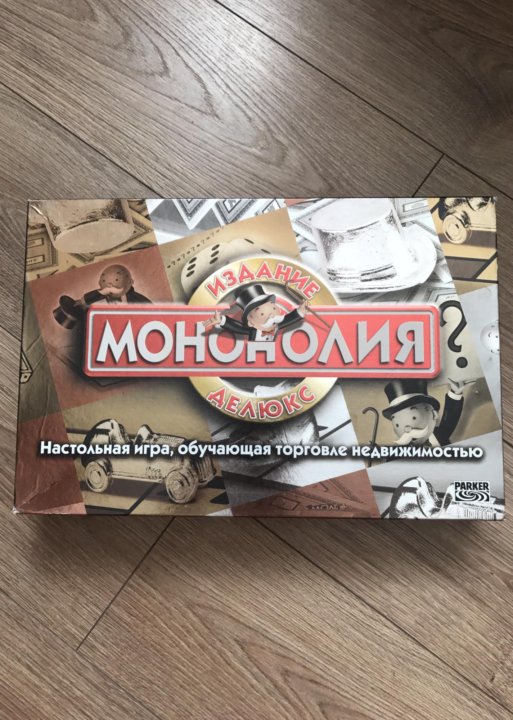 ИЗДАНИЕ
МОНОПОЛИЯ
ДЕЛЮКС
Настольная игра, обучающая торговле недвижимостью
PARKER
?